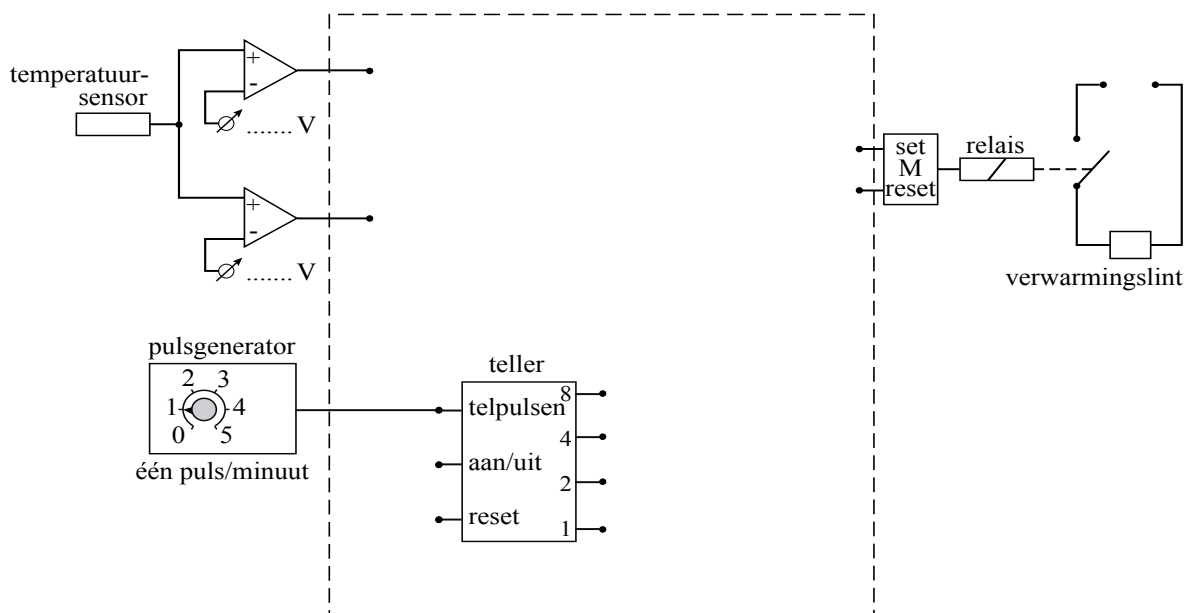 temperatuur-
sensor
+
-
....... V
+
-
....... V
set
M
reset
relais
verwarmingslint
pulsgenerator
2 3
1 4
0 5
één puls/minuut
teller
telpulsen
aan/uit
reset
8
4
2
1